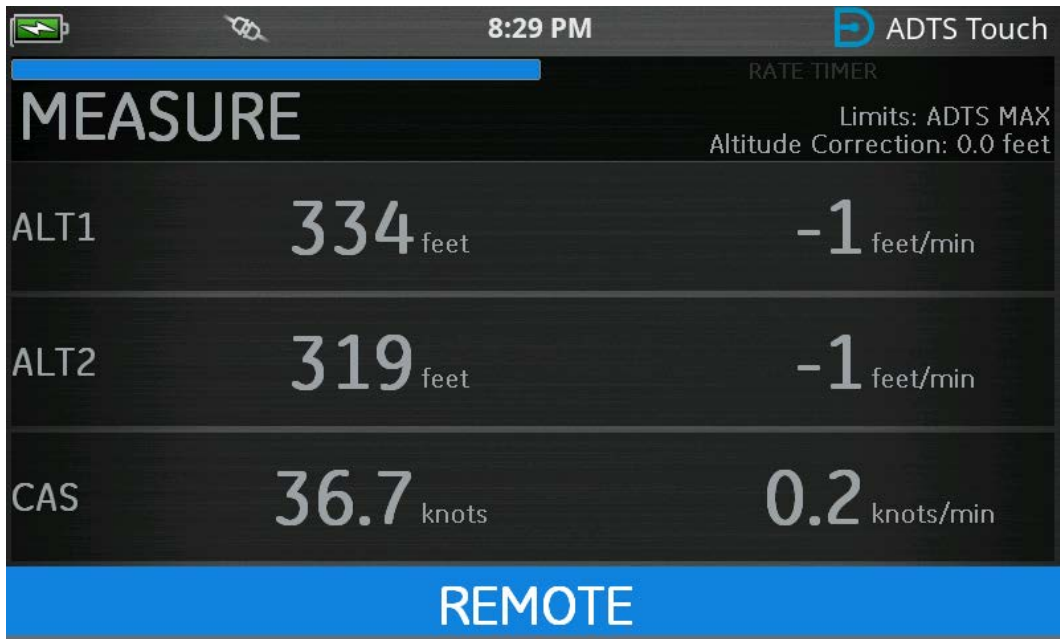 8:29 PM ADTS Touch
RATE TIMER
MEASURE
Limits: ADTS MAX
Altitude Correction: 0.0 feet
ALT1 334 feet -1 feet/min
ALT2 319 feet -1 feet/min
CAS 36.7 knots 0.2 knots/min
REMOTE